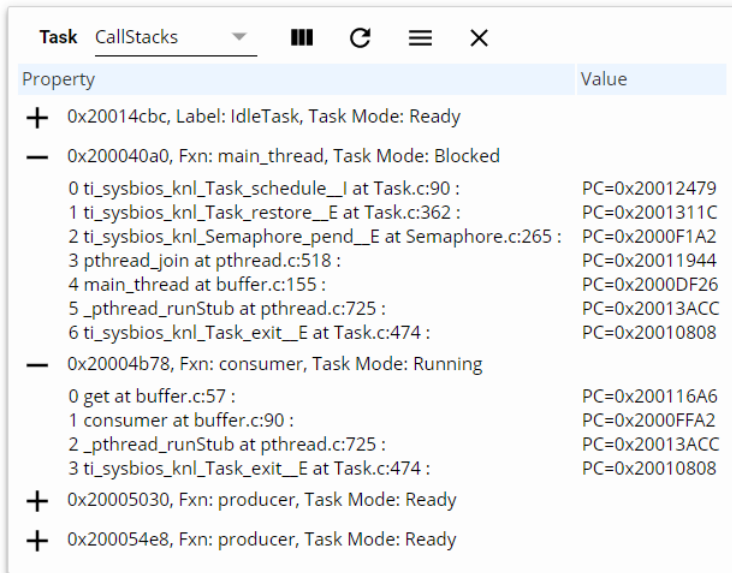 Task CallStacks
Property Value
0x20014cbc, Label: IdleTask, Task Mode: Ready
0x200040a0, Fxn: main_thread, Task Mode: Blocked
0 ti_sysbios_knl_Task_schedule__I at Task.c:90 : PC=0x20012479
1 ti_sysbios_knl_Task_restore__E at Task.c:362 : PC=0x2001311C
2 ti_sysbios_knl_Semaphore_pend__E at Semaphore.c:265 : PC=0x2000F1A2
3 pthread_join at pthread.c:518 : PC=0x20011944
4 main_thread at buffer.c:155 : PC=0x2000DF26
5 _pthread_runStub at pthread.c:725 : PC=0x20013ACC
6 ti_sysbios_knl_Task_exit__E at Task.c:474 : PC=0x20010808
0x20004b78, Fxn: consumer, Task Mode: Running
0 get at buffer.c:57 : PC=0x200116A6
1 consumer at buffer.c:90 : PC=0x2000FFA2
2 _pthread_runStub at pthread.c:725 : PC=0x20013ACC
3 ti_sysbios_knl_Task_exit__E at Task.c:474 : PC=0x20010808
0x20005030, Fxn: producer, Task Mode: Ready
0x200054e8, Fxn: producer, Task Mode: Ready